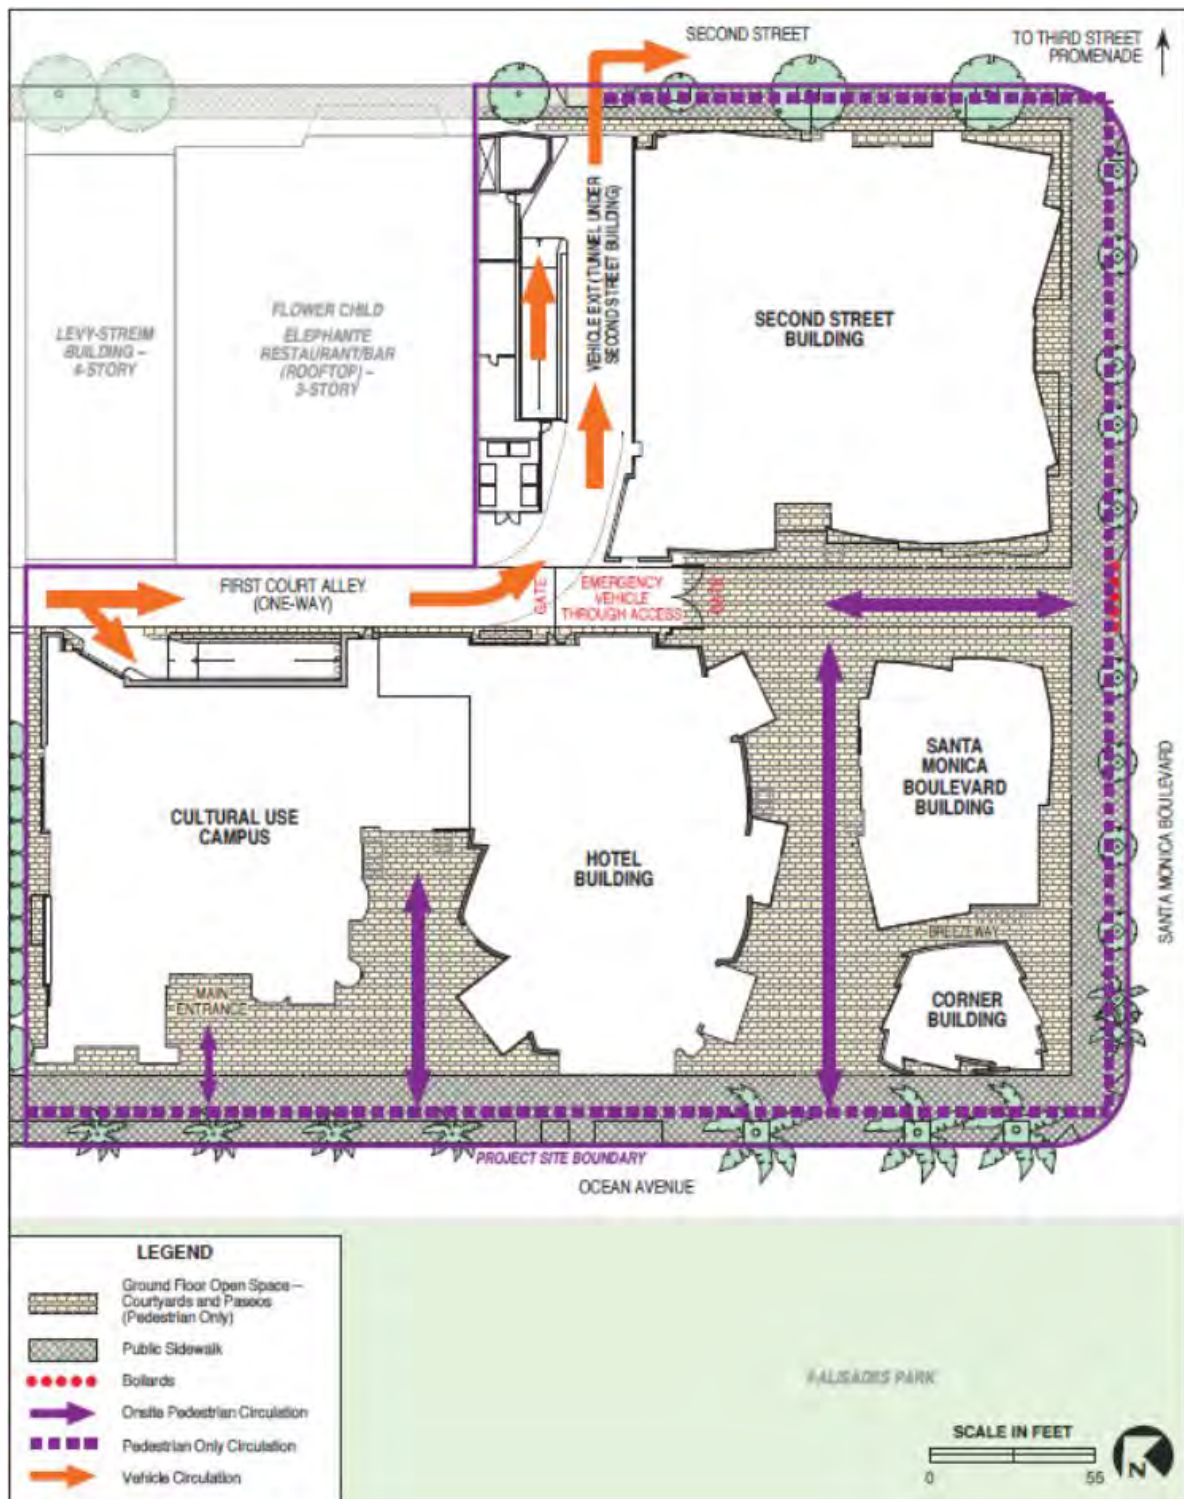 SECOND STREET
TO THIRD STREET
PROMENADE
VEHICLE EXIT (TUNNEL UNDER
SECOND STREET BUILDING)
LEVY-STREIM
BUILDING –
4-STORY
FLOWER CHILD
ELEPHANTE
RESTAURANT/BAR
(ROOFTOP) –
3-STORY
SECOND STREET
BUILDING
FIRST COURT ALLEY
(ONE-WAY)
GATE
EMERGENCY
VEHICLE
THROUGH ACCESS
GATE
SANTA
MONICA
BOULEVARD
BUILDING
SANTA MONICA BOULEVARD
CULTURAL USE
CAMPUS
HOTEL
BUILDING
BREEZEWAY
MAIN
ENTRANCE
CORNER
BUILDING
PROJECT SITE BOUNDARY
OCEAN AVENUE
LEGEND
Ground Floor Open Space –
Courtyards and Paseos
(Pedestrian Only)
Public Sidewalk
Bollards
Onsite Pedestrian Circulation
Pedestrian Only Circulation
Vehicle Circulation
PALISADES PARK
SCALE IN FEET
0 55
N